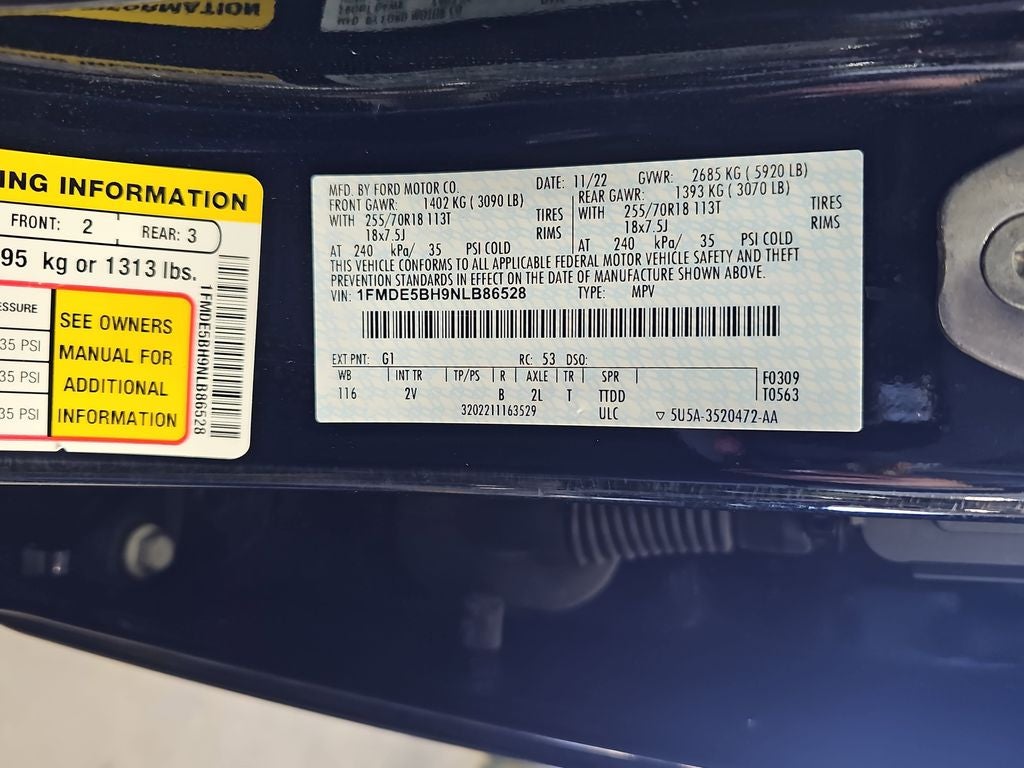 ING INFORMATION
FRONT: 2 REAR: 3
95 kg or 1313 lbs.
ESSURE
35 PSI
35 PSI
35 PSI
SEE OWNERS
MANUAL FOR
ADDITIONAL
INFORMATION
1FMDE5BH9NLB86528
MFD. BY FORD MOTOR CO. DATE: 11/22 GVWR: 2685 KG ( 5920 LB)
FRONT GAWR: 1402 KG ( 3090 LB) REAR GAWR: 1393 KG ( 3070 LB)
WITH 255/70R18 113T TIRES WITH 255/70R18 113T TIRES
18x7.5J RIMS 18x7.5J RIMS
AT 240 kPa/ 35 PSI COLD AT 240 kPa/ 35 PSI COLD
THIS VEHICLE CONFORMS TO ALL APPLICABLE FEDERAL MOTOR VEHICLE SAFETY AND THEFT
PREVENTION STANDARDS IN EFFECT ON THE DATE OF MANUFACTURE SHOWN ABOVE.
VIN: 1FMDE5BH9NLB86528 TYPE: MPV
EXT PNT: G1 RC: 53 DSO:
WB INT TR TP/PS R AXLE TR SPR F0309
116 2V B 2L T TTDD T0563
3202211163529 ULC ▽ 5U5A-3520472-AA